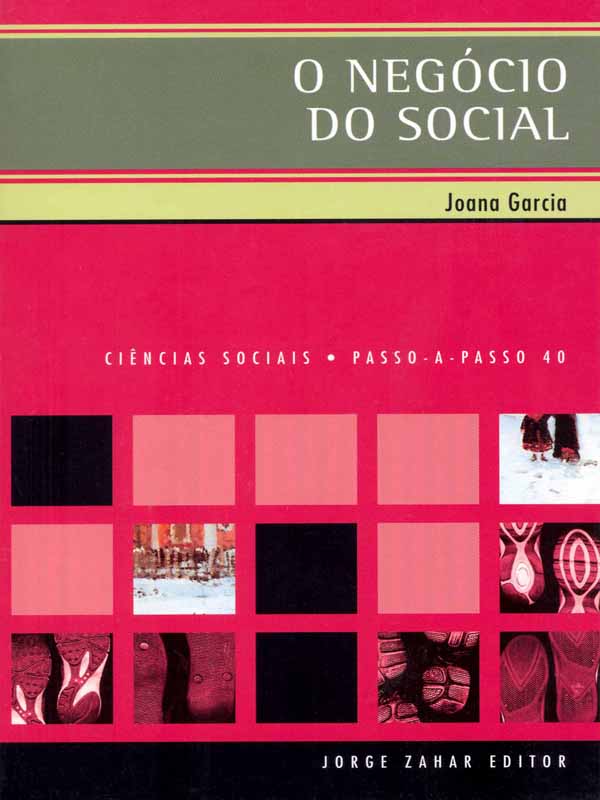 O NEGÓCIO
DO SOCIAL
Joana Garcia
CIÊNCIAS SOCIAIS • PASSO-A-PASSO 40
JORGE ZAHAR EDITOR